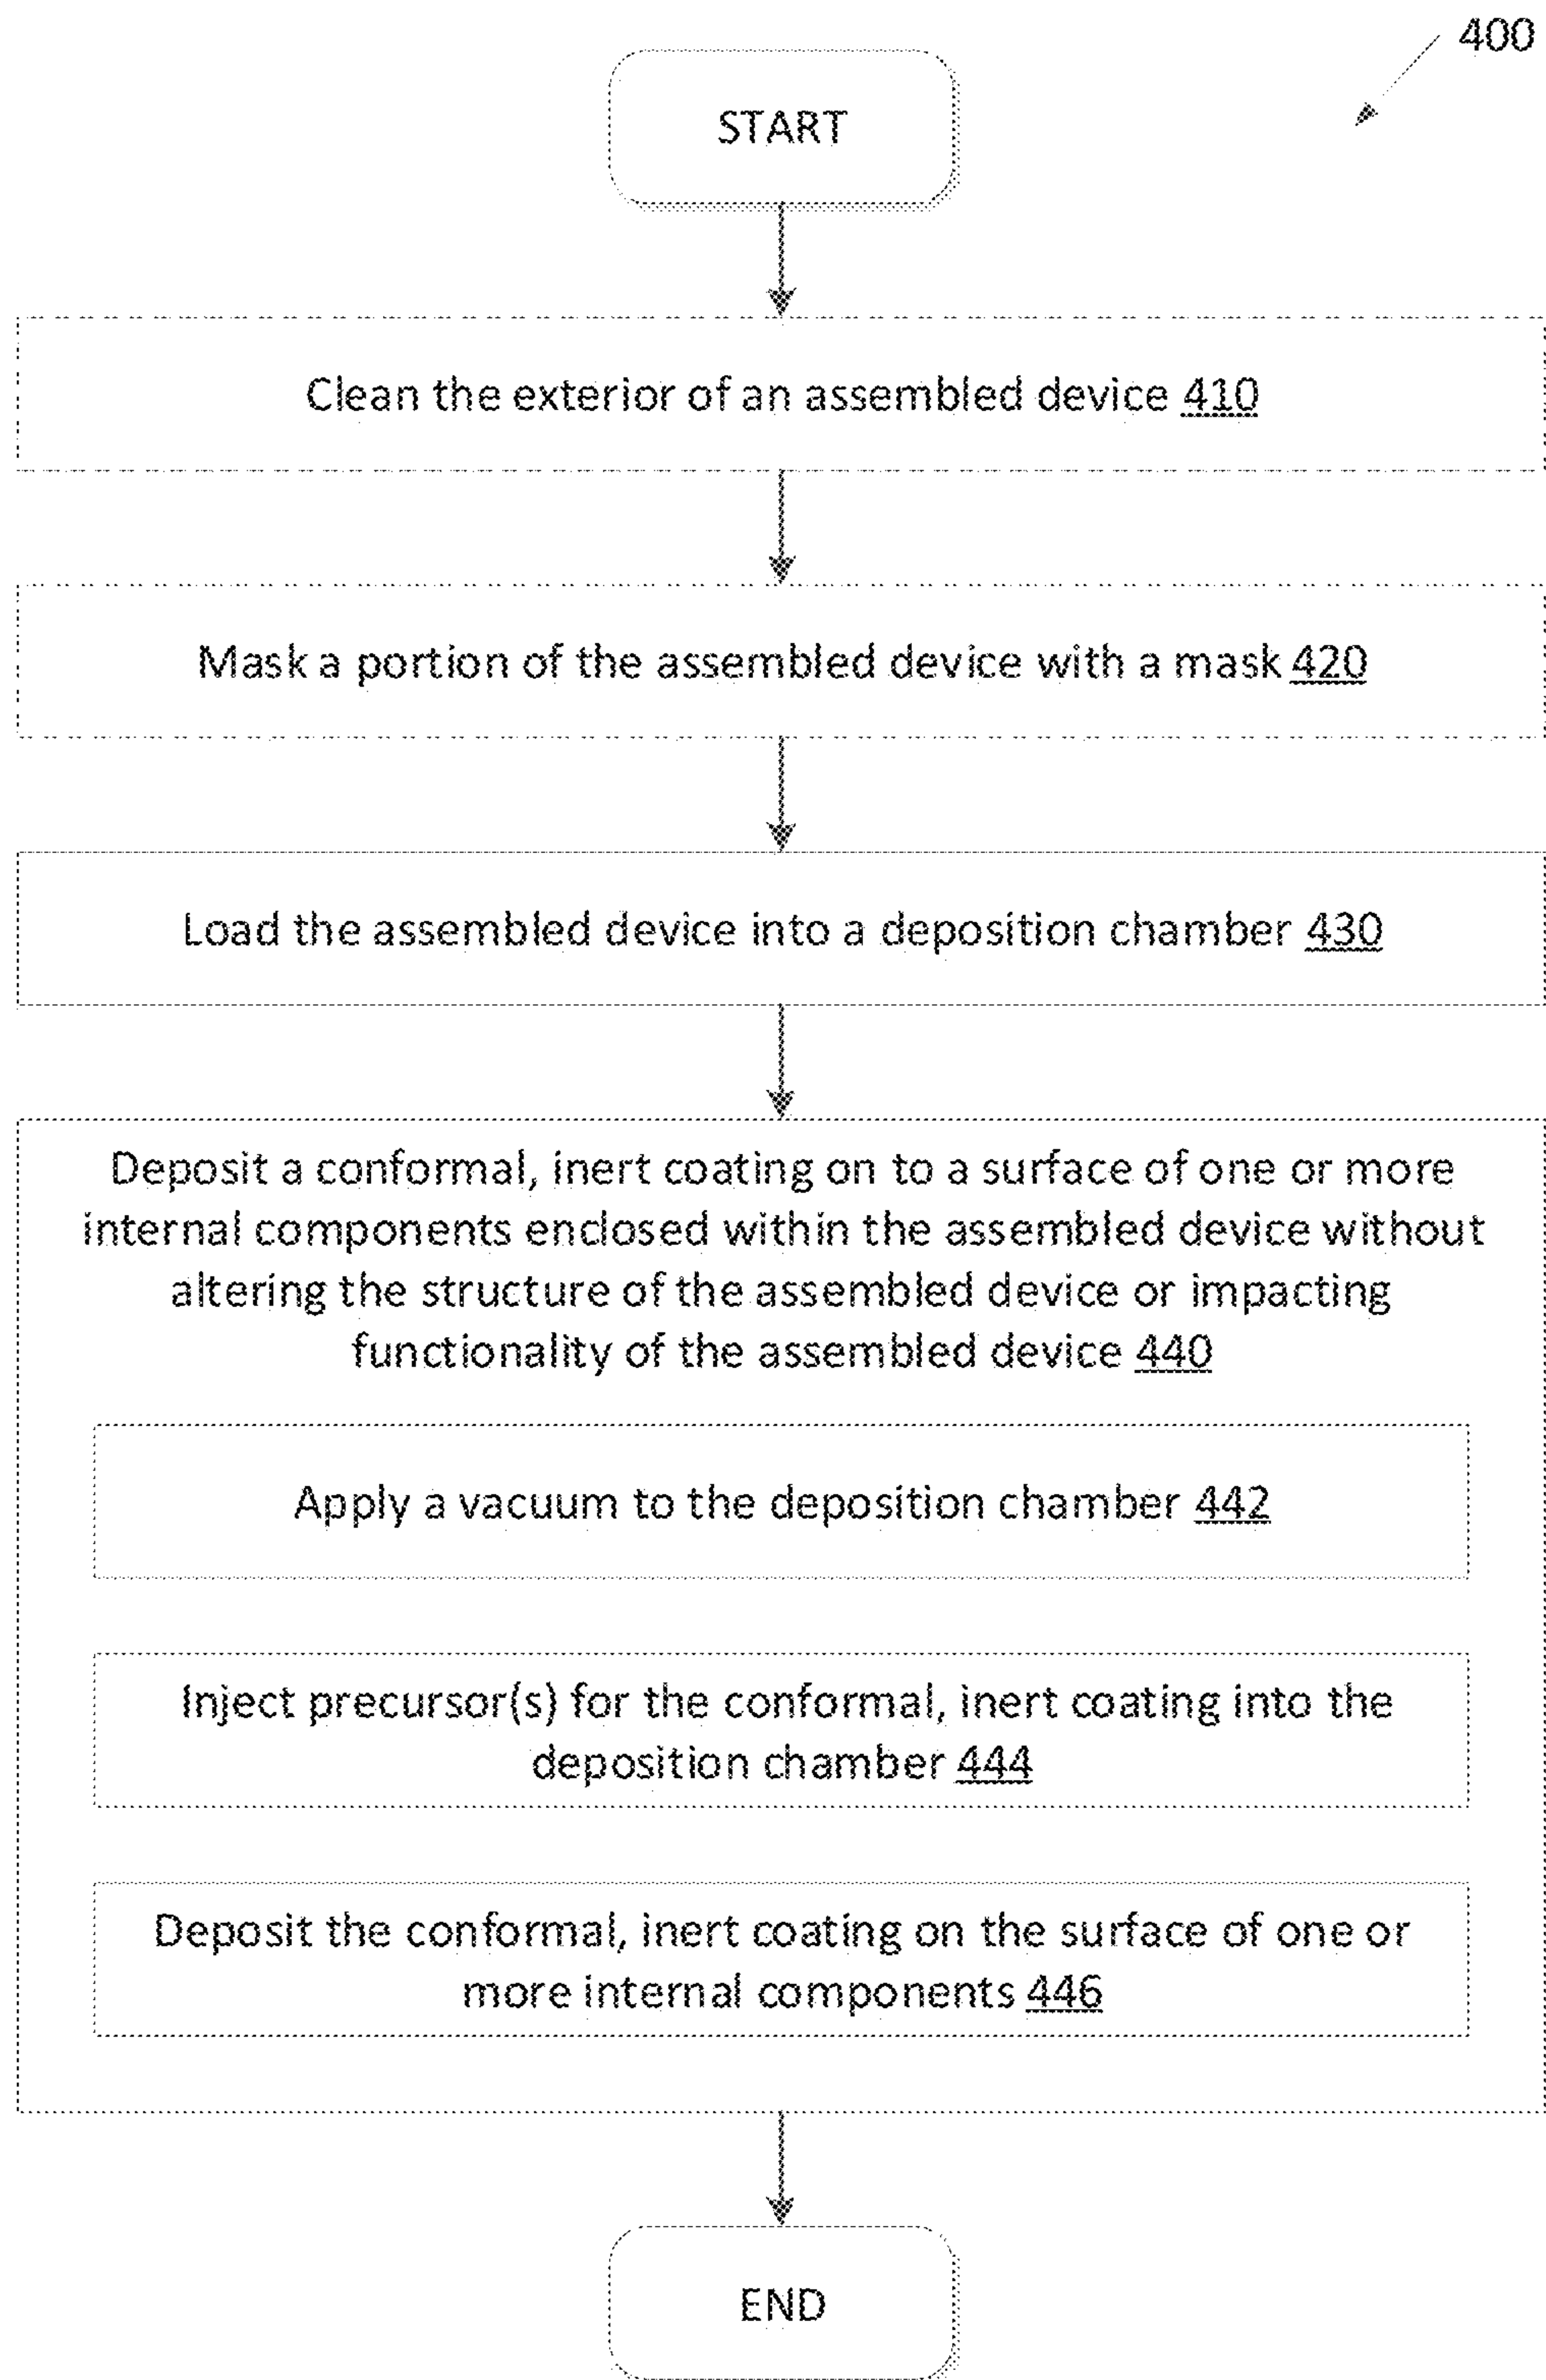 400
START
Clean the exterior of an assembled device 410
Mask a portion of the assembled device with a mask 420
Load the assembled device into a deposition chamber 430
Deposit a conformal, inert coating on to a surface of one or more
internal components enclosed within the assembled device without
altering the structure of the assembled device or impacting
functionality of the assembled device 440
Apply a vacuum to the deposition chamber 442
Inject precursor(s) for the conformal, inert coating into the
deposition chamber 444
Deposit the conformal, inert coating on the surface of one or
more internal components 446
END